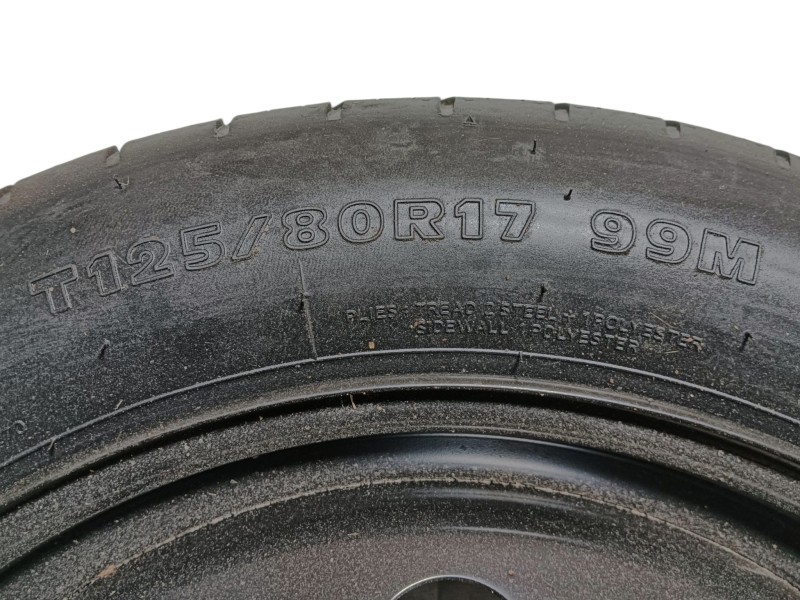 T125/80R17 99M
PLIES: TREAD 2 STEEL + 1 POLYESTER
SIDEWALL 1 POLYESTER